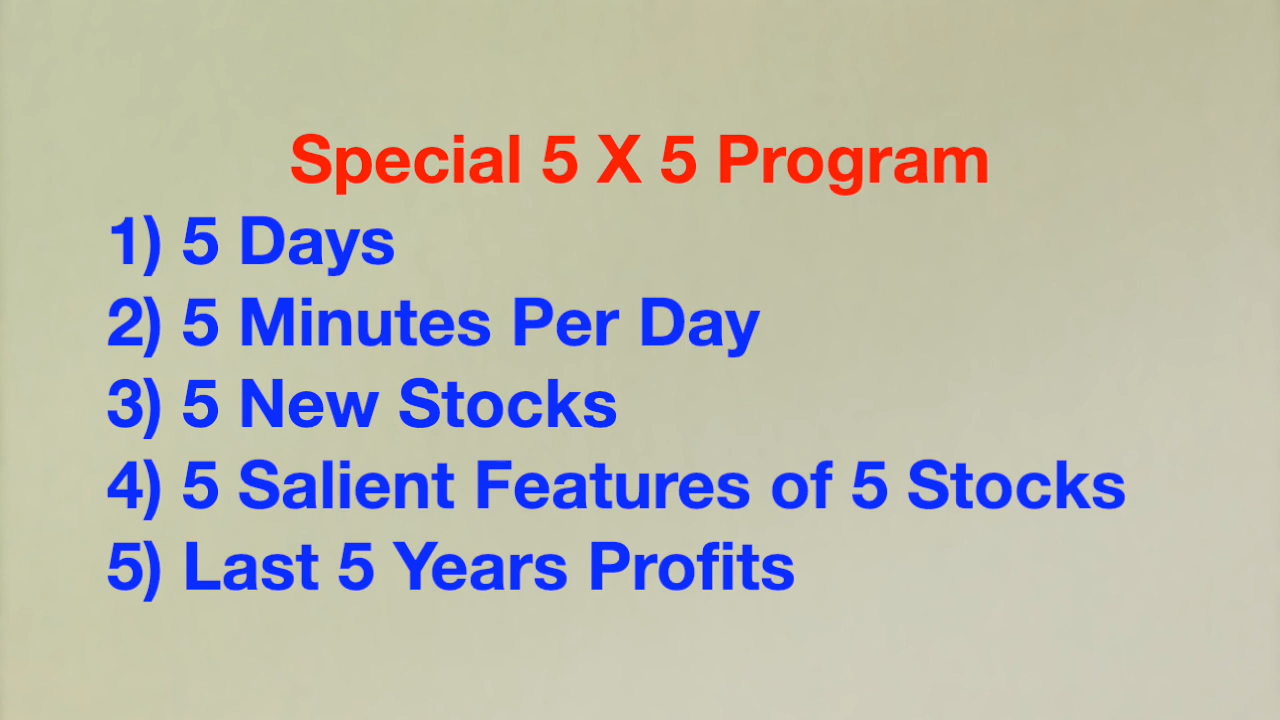 Special 5 X 5 Program
1) 5 Days
2) 5 Minutes Per Day
3) 5 New Stocks
4) 5 Salient Features of 5 Stocks
5) Last 5 Years Profits